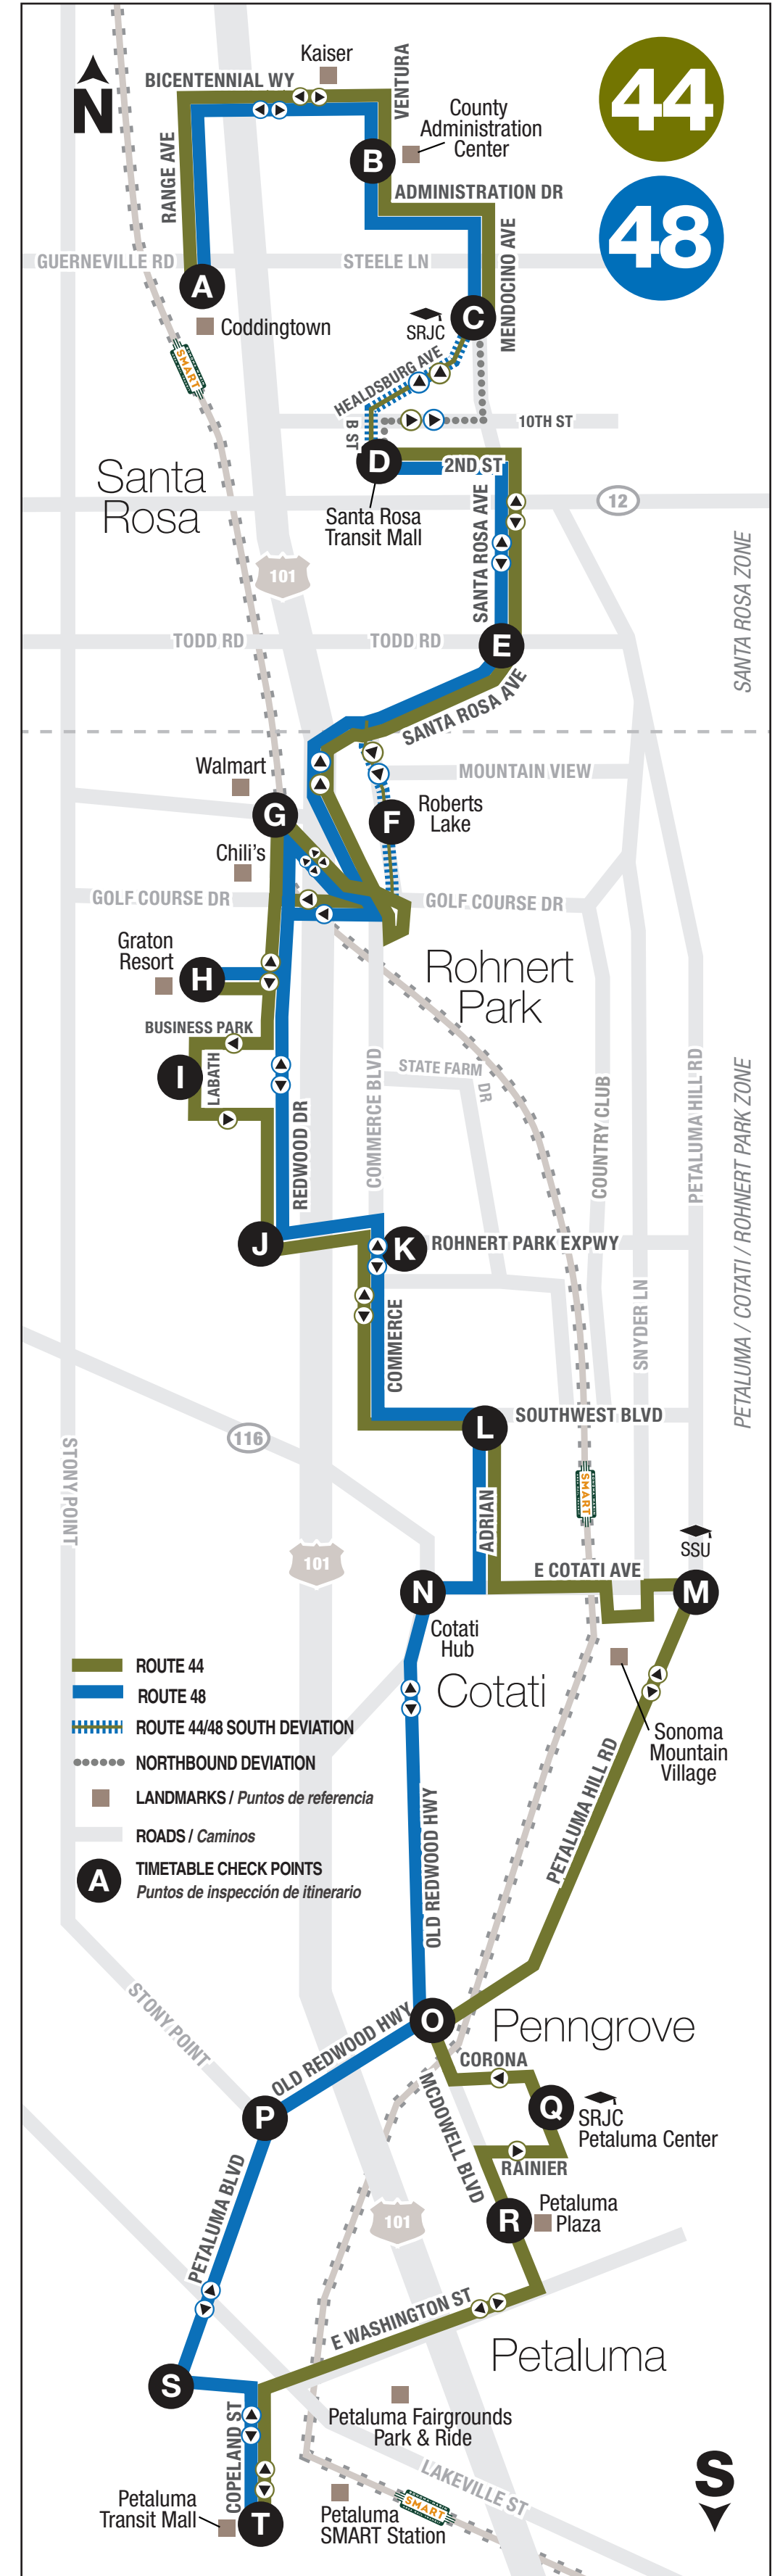 Kaiser
BICENTENNIAL WY
VENTURA
44
N
County
Administration
Center
B
RANGE AVE
ADMINISTRATION DR
48
MENDOCINO AVE
GUERNEVILLE RD
STEELE LN
A
Coddingtown
SRJC
C
SMART
HEALDSBURG AVE
B ST
10TH ST
D
2ND ST
Santa
Rosa
Santa Rosa
Transit Mall
12
SANTA ROSA AVE
101
SANTA ROSA ZONE
TODD RD
TODD RD
E
SANTA ROSA AVE
Walmart
MOUNTAIN VIEW
G
F
Roberts
Lake
Chili's
GOLF COURSE DR
GOLF COURSE DR
Graton
Resort
H
Rohnert
Park
BUSINESS PARK
I
LABATH
STATE FARM
DR
COMMERCE BLVD
COUNTRY CLUB
PETALUMA HILL RD
REDWOOD DR
PETALUMA / COTATI / ROHNERT PARK ZONE
J
K
ROHNERT PARK EXPWY
COMMERCE
SNYDER LN
L
SOUTHWEST BLVD
116
STONY POINT
SMART
ADRIAN
101
SSU
E COTATI AVE
N
M
Cotati
Hub
ROUTE 44
ROUTE 48
ROUTE 44/48 SOUTH DEVIATION
NORTHBOUND DEVIATION
LANDMARKS / Puntos de referencia
ROADS / Caminos
A
TIMETABLE CHECK POINTS
Puntos de inspección de itinerario
Cotati
Sonoma
Mountain
Village
PETALUMA HILL RD
OLD REDWOOD HWY
STONY POINT
O
Penngrove
OLD REDWOOD HWY
CORONA
P
MCDOWELL BLVD
Q
SRJC
Petaluma Center
RAINIER
PETALUMA BLVD
R
Petaluma
Plaza
101
E WASHINGTON ST
Petaluma
S
COPELAND ST
Petaluma Fairgrounds
Park & Ride
LAKEVILLE ST
S
Petaluma
Transit Mall
T
Petaluma
SMART Station
SMART